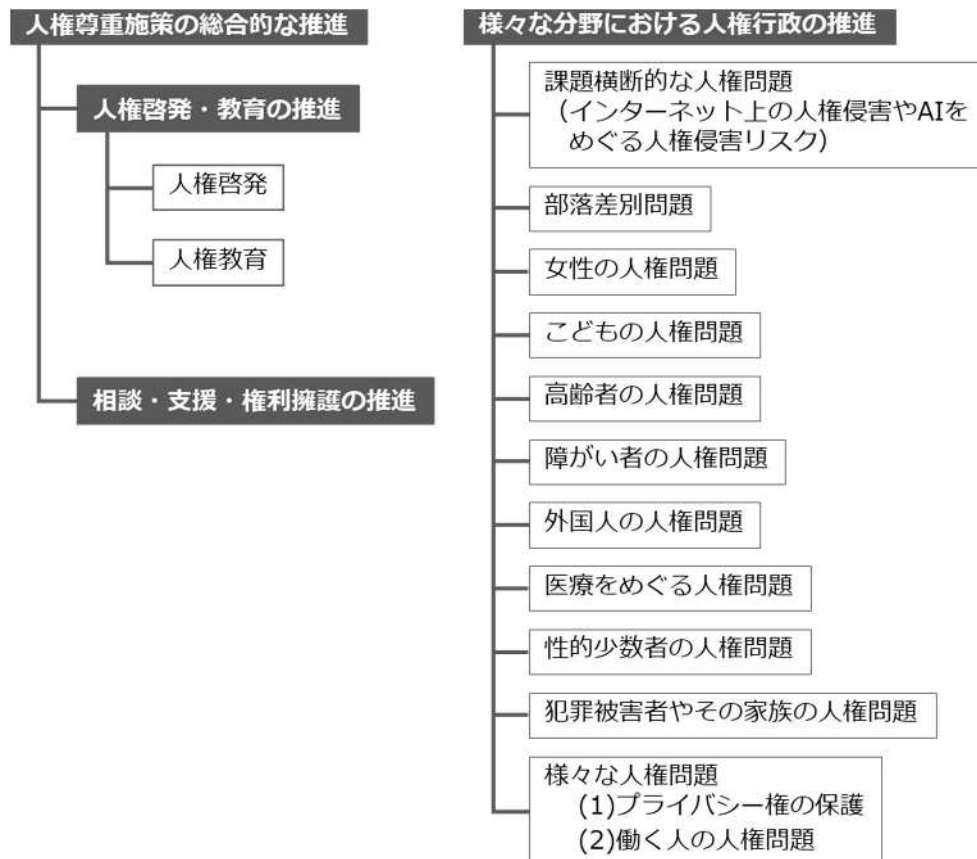 人権尊重施策の総合的な推進
人権啓発・教育の推進
人権啓発
人権教育
相談・支援・権利擁護の推進
様々な分野における人権行政の推進
課題横断的な人権問題
(インターネット上の人権侵害やAIを
めぐる人権侵害リスク)
部落差別問題
女性の人権問題
こどもの人権問題
高齢者の人権問題
障がい者の人権問題
外国人の人権問題
医療をめぐる人権問題
性的少数者の人権問題
犯罪被害者やその家族の人権問題
様々な人権問題
(1)プライバシー権の保護
(2)働く人の人権問題